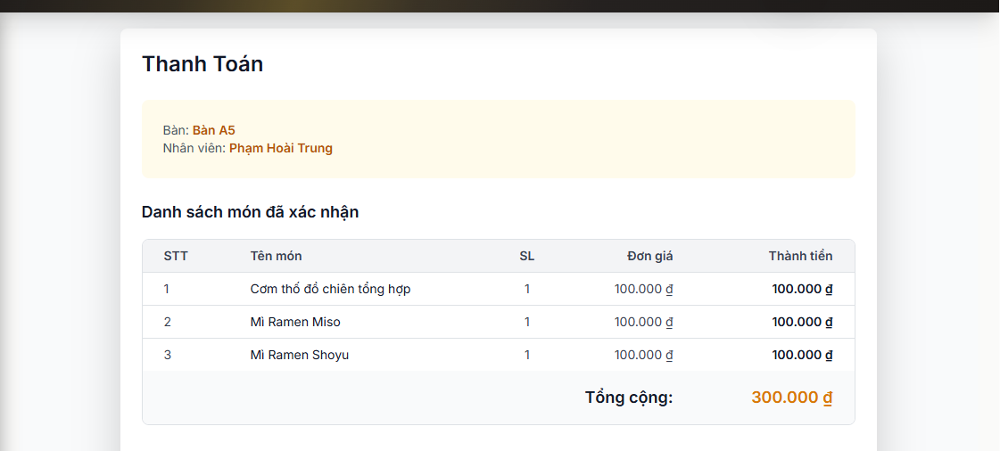 Thanh Toán
Bàn: Bàn A5
Nhân viên: Phạm Hoài Trung
Danh sách món đã xác nhận
STT Tên món SL Đơn giá Thành tiền
1 Cơm thố đồ chiên tổng hợp 1 100.000 ₫ 100.000 ₫
2 Mì Ramen Miso 1 100.000 ₫ 100.000 ₫
3 Mì Ramen Shoyu 1 100.000 ₫ 100.000 ₫
Tổng cộng: 300.000 ₫